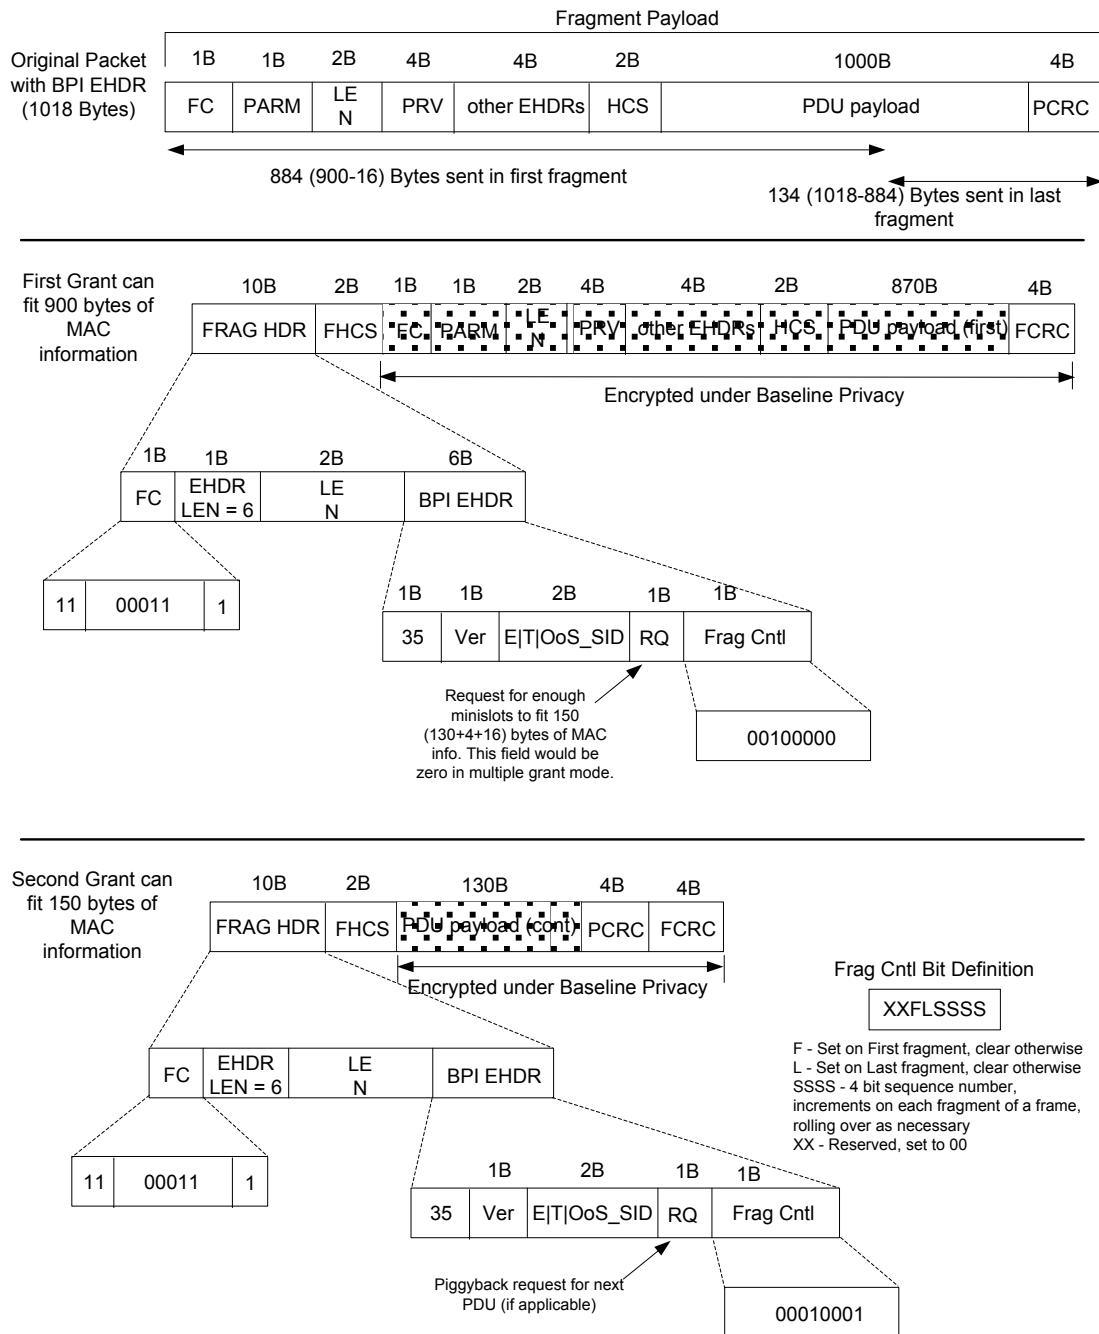 Fragment Payload
Original Packet
with BPI EHDR
(1018 Bytes)
1B 1B 2B 4B 4B 2B 1000B 4B
FC PARM LE
N PRV other EHDRs HCS PDU payload PCRC
884 (900-16) Bytes sent in first fragment
134 (1018-884) Bytes sent in last
fragment
First Grant can
fit 900 bytes of
MAC
information
10B 2B 1B 1B 2B 4B 4B 2B 870B 4B
FRAG HDR FHCS FC PARM LE
N PRV other EHDRs HCS PDU payload (first) FCRC
Encrypted under Baseline Privacy
1B 1B 2B 6B
FC EHDR
LEN = 6 LE
N BPI EHDR
11 00011 1
1B 1B 2B 1B 1B
35 Ver E|T|OoS_SID RQ Frag Cntl
Request for enough
minislots to fit 150
(130+4+16) bytes of MAC
info. This field would be
zero in multiple grant mode.
00100000
Second Grant can
fit 150 bytes of
MAC
information
10B 2B 130B 4B 4B
FRAG HDR FHCS PDU payload (cont) PCRC FCRC
Encrypted under Baseline Privacy
FC EHDR
LEN = 6 LE
N BPI EHDR
11 00011 1
1B 2B 1B 1B
35 Ver E|T|OoS_SID RQ Frag Cntl
Piggyback request for next
PDU (if applicable)
00010001
Frag Cntl Bit Definition
XXFLSSSS
F - Set on First fragment, clear otherwise
L - Set on Last fragment, clear otherwise
SSSS - 4 bit sequence number,
increments on each fragment of a frame,
rolling over as necessary
XX - Reserved, set to 00